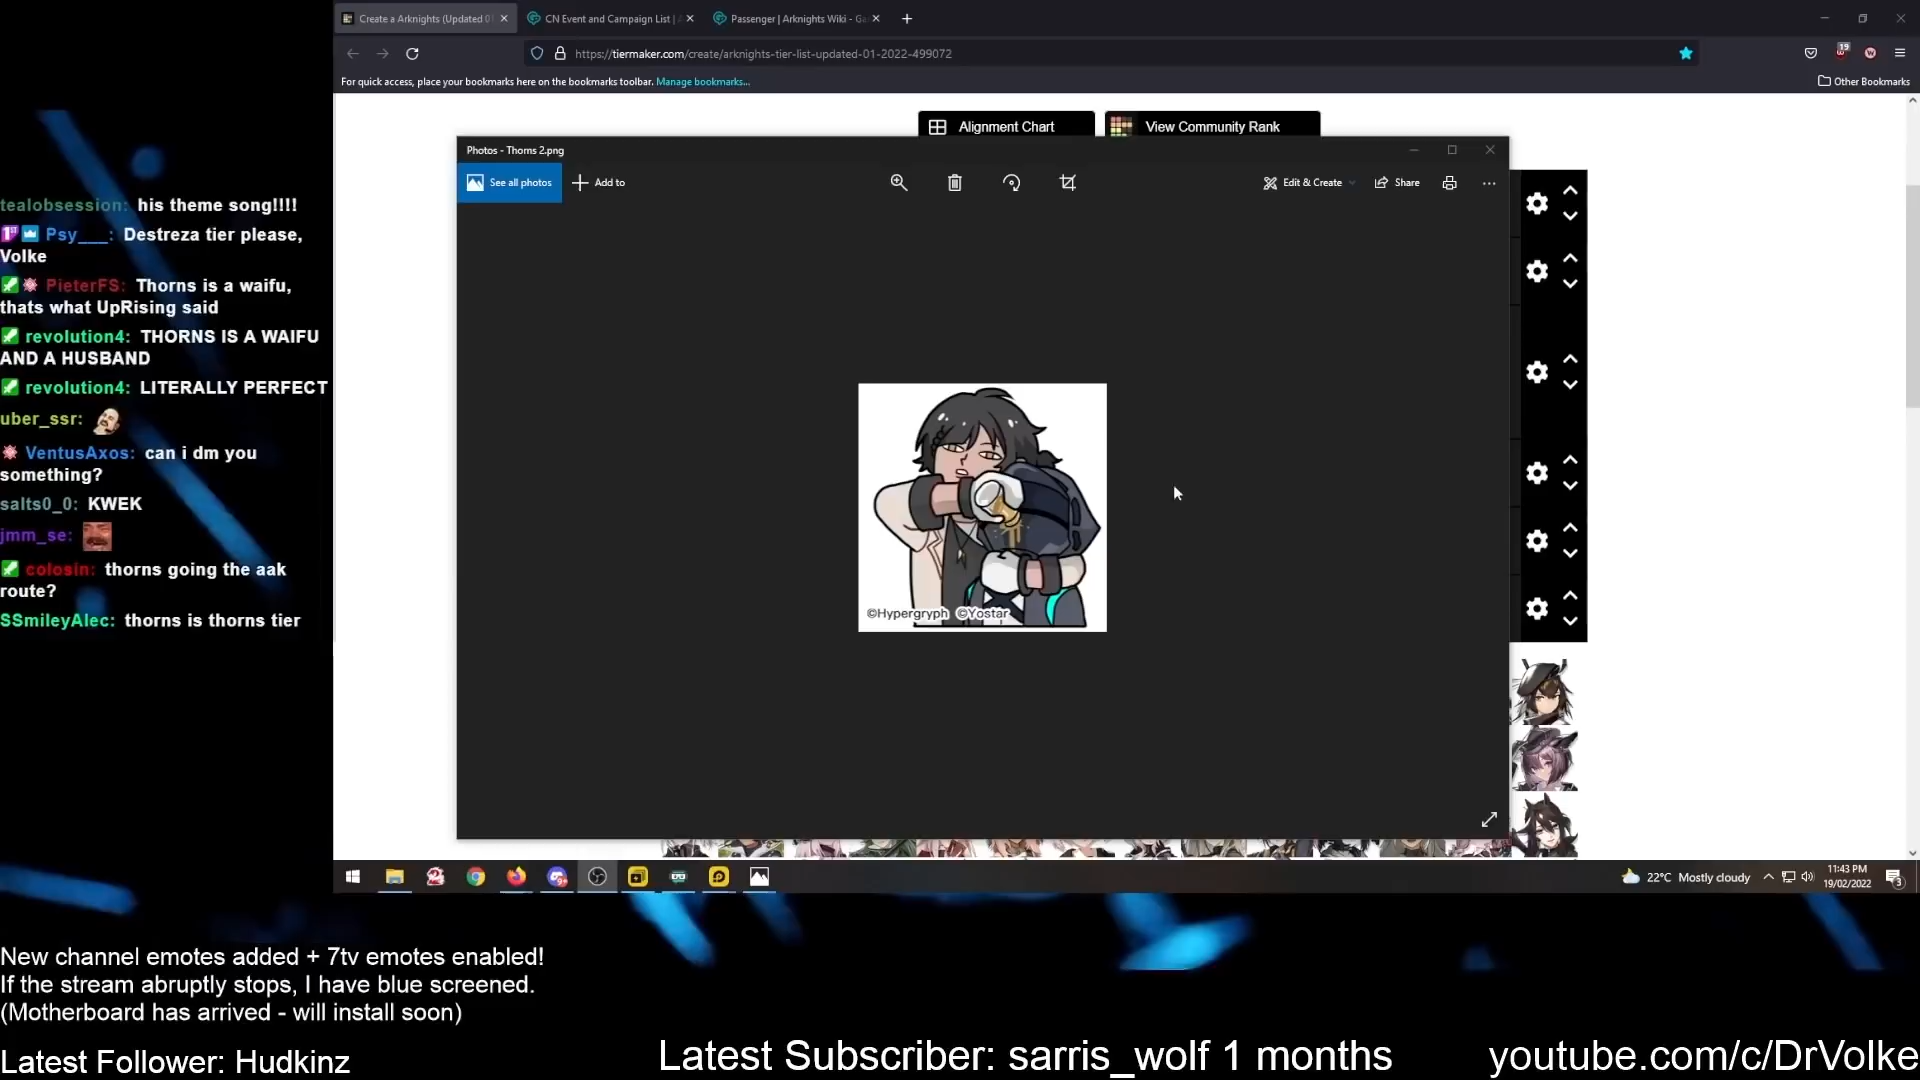 Create a Arknights (Updated 0
CN Event and Campaign List |
Passenger | Arknights Wiki - Ga
https://tiermaker.com/create/arknights-tier-list-updated-01-2022-499072
19
For quick access, place your bookmarks here on the bookmarks toolbar. Manage bookmarks...
Other Bookmarks
Alignment Chart
View Community Rank
Photos - Thorns 2.png
See all photos
Add to
Edit & Create
Share
©Hypergryph ©Yostar
tealobsession: his theme song!!!!
Psy___: Destreza tier please,
Volke
PieterFS: Thorns is a waifu,
thats what UpRising said
revolution4: THORNS IS A WAIFU
AND A HUSBAND
revolution4: LITERALLY PERFECT
uber_ssr:
VentusAxos: can i dm you
something?
salts0_0: KWEK
jmm_se:
colosin: thorns going the aak
route?
SSmileyAlec: thorns is thorns tier
22°C Mostly cloudy
11:43 PM
19/02/2022
3
New channel emotes added + 7tv emotes enabled!
If the stream abruptly stops, I have blue screened.
(Motherboard has arrived - will install soon)
Latest Follower: Hudkinz
Latest Subscriber: sarris_wolf 1 months
youtube.com/c/DrVolke